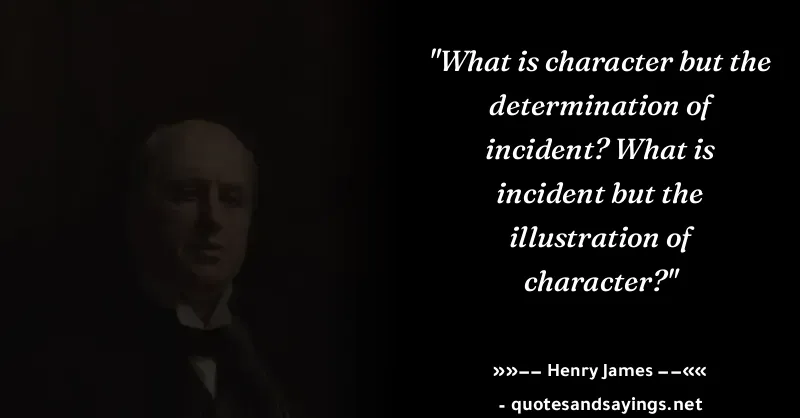 "What is character but the
determination of
incident? What is
incident but the
illustration of
character?"
»»–– Henry James ––««
- quotesandsayings.net